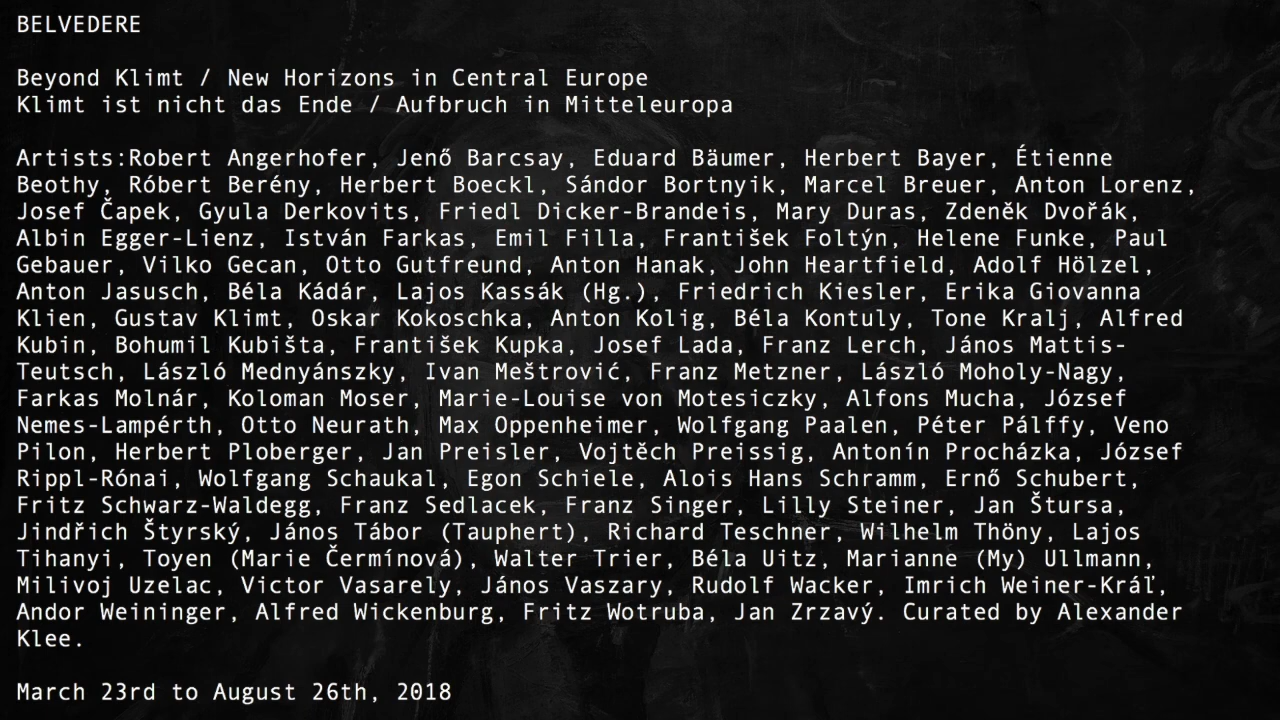 BELVEDERE
Beyond Klimt / New Horizons in Central Europe
Klimt ist nicht das Ende / Aufbruch in Mitteleuropa
Artists:Robert Angerhofer, Jenő Barcsay, Eduard Bäumer, Herbert Bayer, Étienne
Beothy, Róbert Berény, Herbert Boeckl, Sándor Bortnyik, Marcel Breuer, Anton Lorenz,
Josef Čapek, Gyula Derkovits, Friedl Dicker-Brandeis, Mary Duras, Zdeněk Dvořák,
Albin Egger-Lienz, István Farkas, Emil Filla, František Foltýn, Helene Funke, Paul
Gebauer, Vilko Gecan, Otto Gutfreund, Anton Hanak, John Heartfield, Adolf Hölzel,
Anton Jasusch, Béla Kádár, Lajos Kassák (Hg.), Friedrich Kiesler, Erika Giovanna
Klien, Gustav Klimt, Oskar Kokoschka, Anton Kolig, Béla Kontuly, Tone Kralj, Alfred
Kubin, Bohumil Kubišta, František Kupka, Josef Lada, Franz Lerch, János Mattis-
Teutsch, László Mednyánszky, Ivan Meštrović, Franz Metzner, László Moholy-Nagy,
Farkas Molnár, Koloman Moser, Marie-Louise von Motesiczky, Alfons Mucha, József
Nemes-Lampérth, Otto Neurath, Max Oppenheimer, Wolfgang Paalen, Péter Pálffy, Veno
Pilon, Herbert Ploberger, Jan Preisler, Vojtěch Preissig, Antonín Procházka, József
Rippl-Rónai, Wolfgang Schaukal, Egon Schiele, Alois Hans Schramm, Ernő Schubert,
Fritz Schwarz-Waldegg, Franz Sedlacek, Franz Singer, Lilly Steiner, Jan Štursa,
Jindřich Štyrský, János Tábor (Tauphert), Richard Teschner, Wilhelm Thöny, Lajos
Tihanyi, Toyen (Marie Čermínová), Walter Trier, Béla Uitz, Marianne (My) Ullmann,
Milivoj Uzelac, Victor Vasarely, János Vaszary, Rudolf Wacker, Imrich Weiner-Kráľ,
Andor Weininger, Alfred Wickenburg, Fritz Wotruba, Jan Zrzavý. Curated by Alexander
Klee.
March 23rd to August 26th, 2018